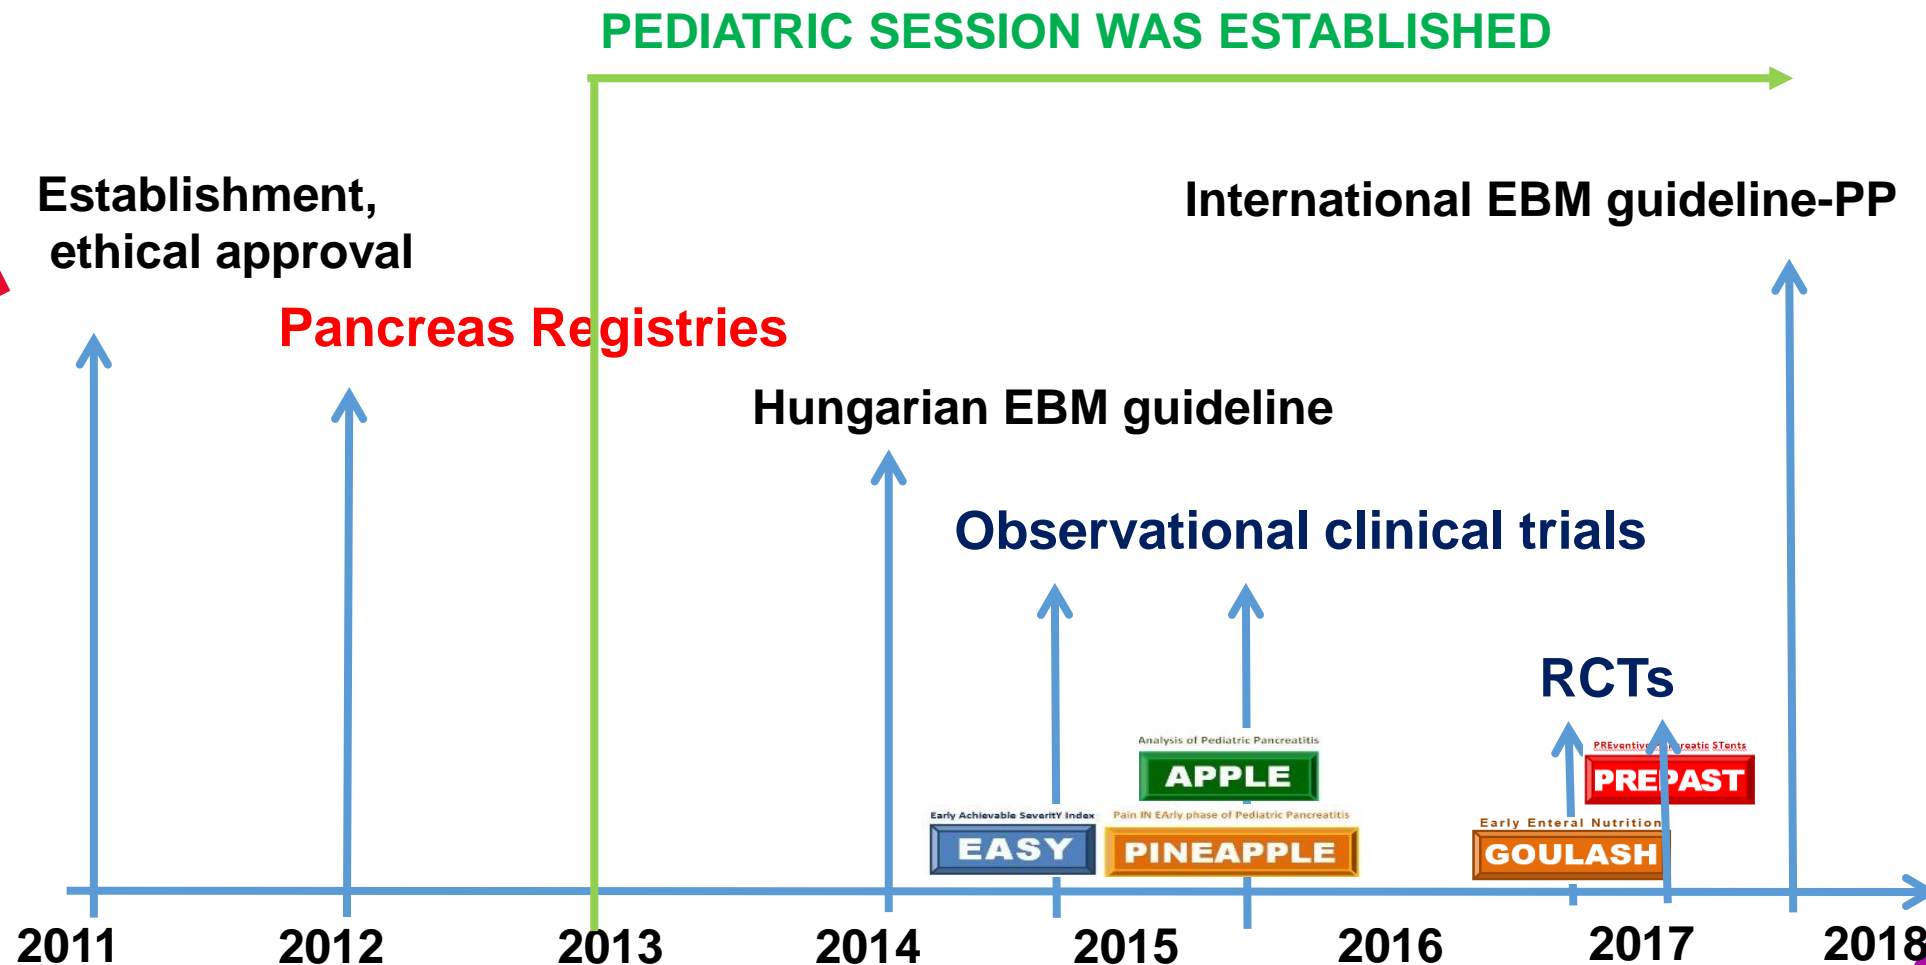 PEDIATRIC SESSION WAS ESTABLISHED
Establishment,
ethical approval
International EBM guideline-PP
Pancreas Registries
Hungarian EBM guideline
Observational clinical trials
RCTs
Analysis of Pediatric Pancreatitis
APPLE
PREventive Pancreatic STents
PREPAST
Early Achievable SeveritY Index
EASY
Pain IN EArly phase of Pediatric Pancreatitis
PINEAPPLE
Early Enteral Nutrition
GOULASH
2011
2012
2013
2014
2015
2016
2017
2018